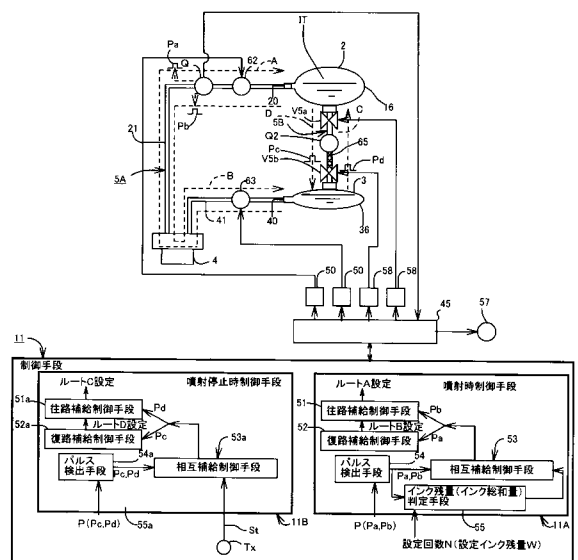 Pa
Q
62
A
IT
2
20
16
Pb
D
V5a
C
5B
Q2
65
21
5A
Pc
V5b
Pd
B
63
3
41
40
36
4
50
50
58
58
45
57
11
制御手段
ルートC設定
噴射停止時制御手段
51a
往路補給制御手段
Pd
ルートD設定
52a
復路補給制御手段
Pc
54a
53a
パルス検出手段
Pc,Pd
相互補給制御手段
P(Pc,Pd)
St
55a
Tx
11B
ルートA設定
噴射時制御手段
51
往路補給制御手段
Pb
ルートB設定
52
復路補給制御手段
Pa
54
53
パルス検出手段
Pa,Pb
相互補給制御手段
インク残量(インク総和量)判定手段
55
P(Pa,Pb)
設定回数N(設定インク残量W)
11A